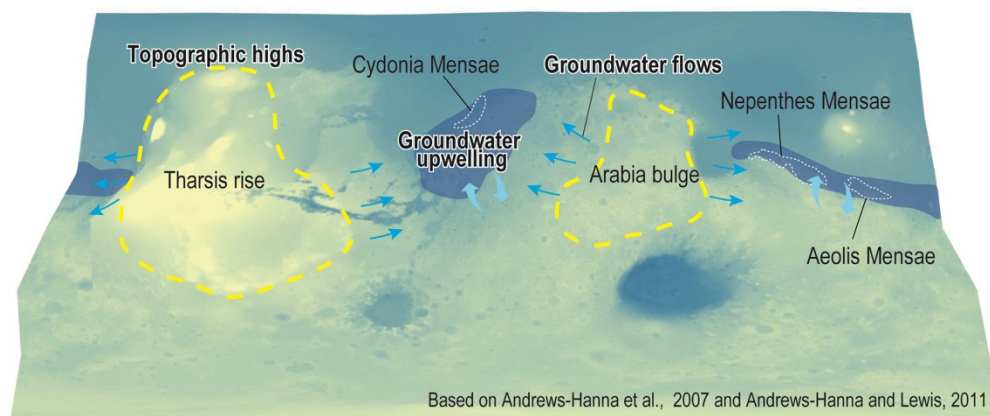 Topographic highs
Cydonia Mensae
Groundwater flows
Nepenthes Mensae
Groundwater
upwelling
Tharsis rise
Arabia bulge
Aeolis Mensae
Based on Andrews-Hanna et al., 2007 and Andrews-Hanna and Lewis, 2011